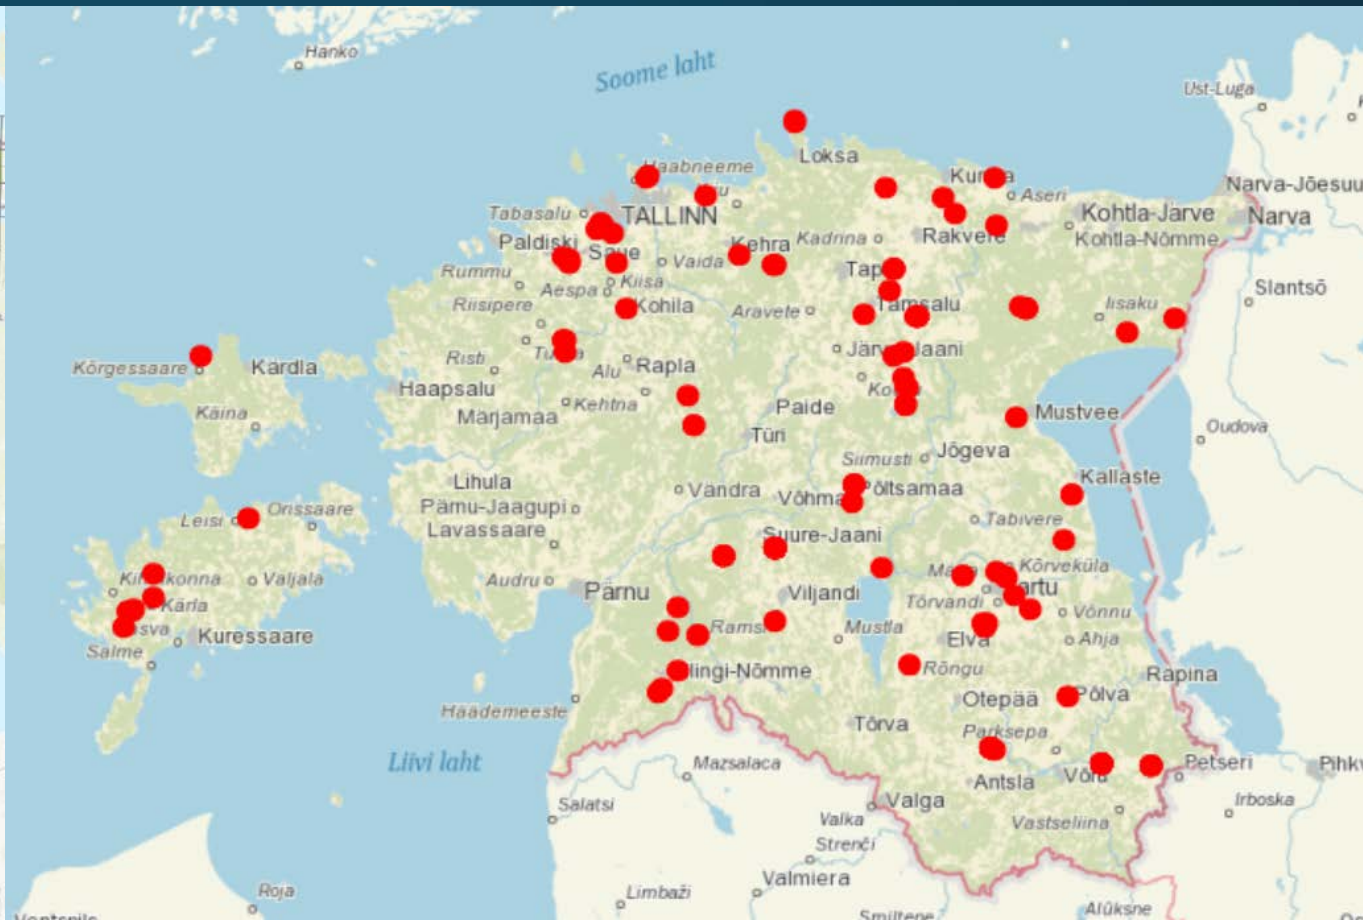 Hanko
Soome laht
Ust-Luga
Loksa
Haabneeme
Aseri
Narva-Jõesuu
Tabasalu
TALLINN
Kohtla-Järve
Narva
Paldiski
Kehra
Kadrina
Rakvere
Kohtla-Nõmme
Rummu
Vaida
Kiisa
Aespa
Slantsõ
Riisipere
Kohila
Aravete
Tamsalu
Iisaku
Kõrgessaare
Kärdla
Risti
Alu
Rapla
Haapsalu
Käina
Märjamaa
Kehtna
Paide
Mustvee
Türi
Oudova
Siimusti
Jõgeva
Lihula
Vändra
Põltsamaa
Kallaste
Pärnu-Jaagupi
Leisi
Orissaare
Lavassaare
Tabivere
Suure-Jaani
Valjala
Audru
Pärnu
Kõrveküla
Viljandi
Kärla
Tõrvandi
Võnnu
Kuressaare
Mustla
Elva
Ahja
Salme
Rõngu
Räpina
Otepää
Põlva
Häädemeeste
Tõrva
Parksepa
Liivi laht
Mazsalaca
Petseri
Antsla
Salatsi
Valga
Irboska
Valka
Vastseliina
Strenči
Valmiera
Roja
Limbaži
Alūksne